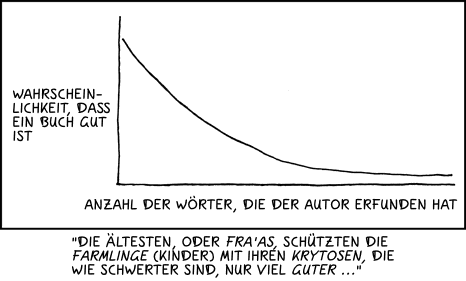 WAHRSCHEIN-
LICHKEIT, DASS
EIN BUCH GUT
IST
ANZAHL DER WÖRTER, DIE DER AUTOR ERFUNDEN HAT
"DIE ÄLTESTEN, ODER FRA'AS, SCHÜTZTEN DIE
FARMLINGE (KINDER) MIT IHREN KRYTOSEN, DIE
WIE SCHWERTER SIND, NUR VIEL GUTER ..."